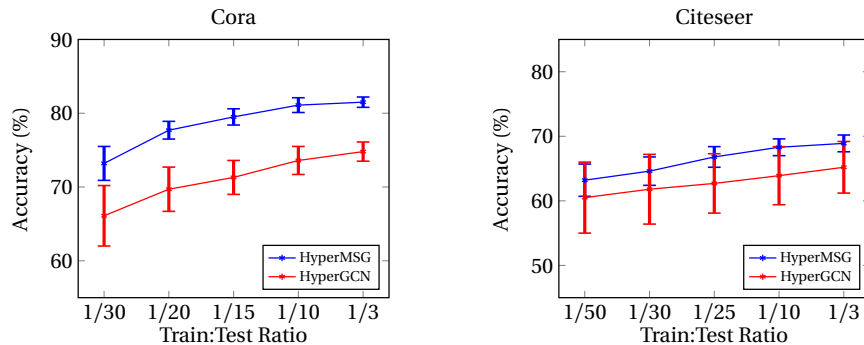 Cora
90
80
70
60
Accuracy (%)
HyperMSG
HyperGCN
1/30 1/20 1/15 1/10 1/3
Train:Test Ratio
Citeseer
80
70
60
50
Accuracy (%)
HyperMSG
HyperGCN
1/50 1/30 1/25 1/10 1/3
Train:Test Ratio